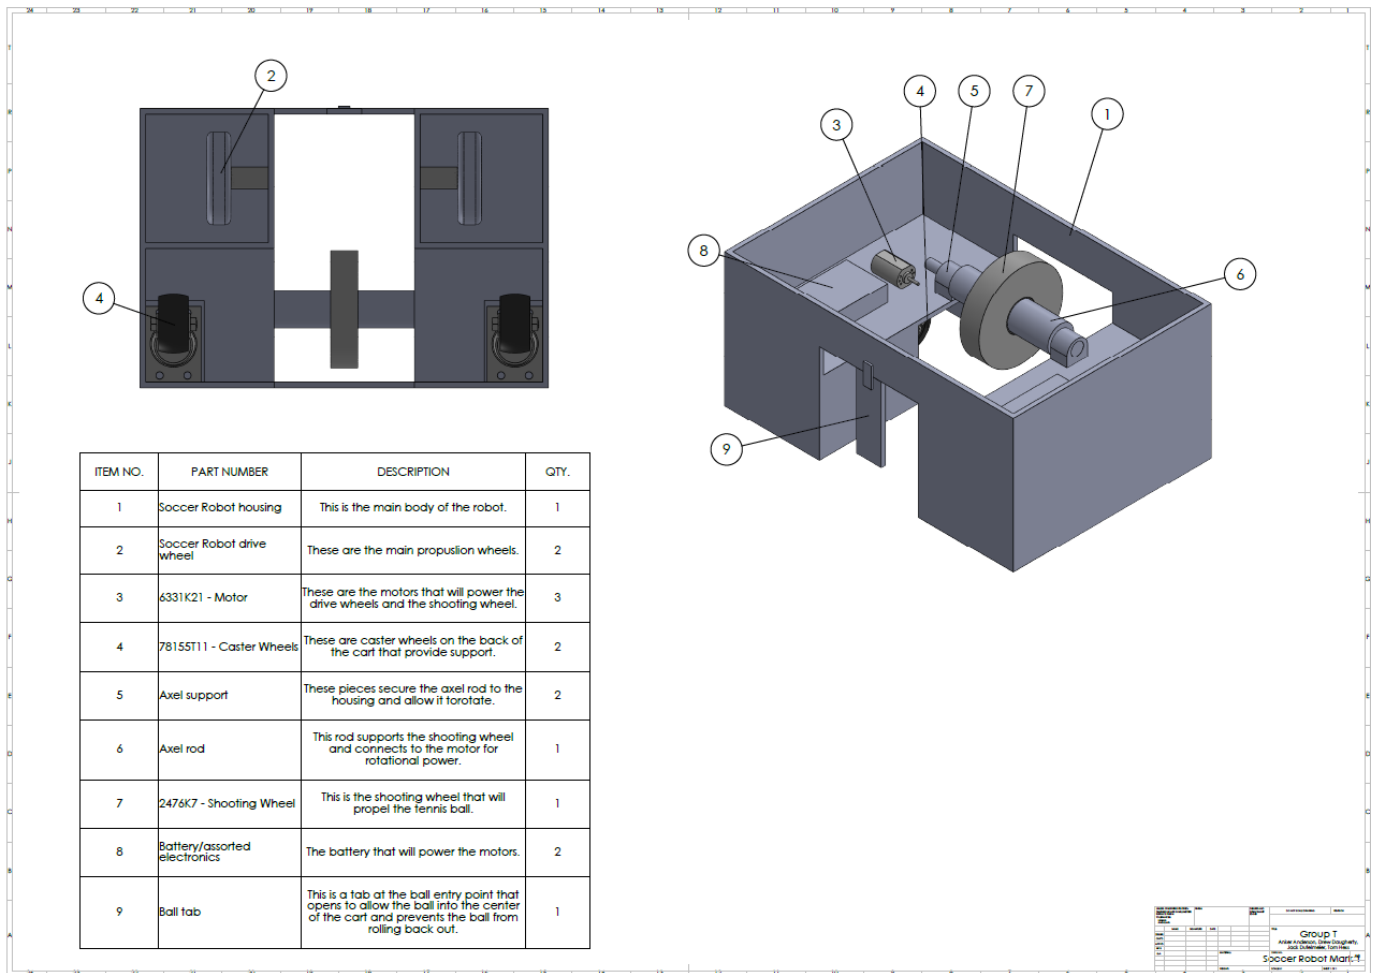 2
4
3
4
5
7
1
8
6
9
ITEM NO. PART NUMBER DESCRIPTION QTY.
1 Soccer Robot housing This is the main body of the robot. 1
2 Soccer Robot drive wheel These are the main propuslion wheels. 2
3 6331K21 - Motor These are the motors that will power the
drive wheels and the shooting wheel. 3
4 78155T11 - Caster Wheels These are caster wheels on the back of
the cart that provide support. 2
5 Axel support These pieces secure the axel rod to the
housing and allow it torotate. 2
6 Axel rod This rod supports the shooting wheel
and connects to the motor for
rotational power. 1
7 2476K7 - Shooting Wheel This is the shooting wheel that will
propel the tennis ball. 1
8 Battery/assorted electronics The battery that will power the motors. 2
9 Ball tab This is a tab at the ball entry point that
opens to allow the ball into the center
of the cart and prevents the ball from
rolling back out. 1
Group T
Anker Anderson, Drew Daugherty,
Soccer Robot Mark 1